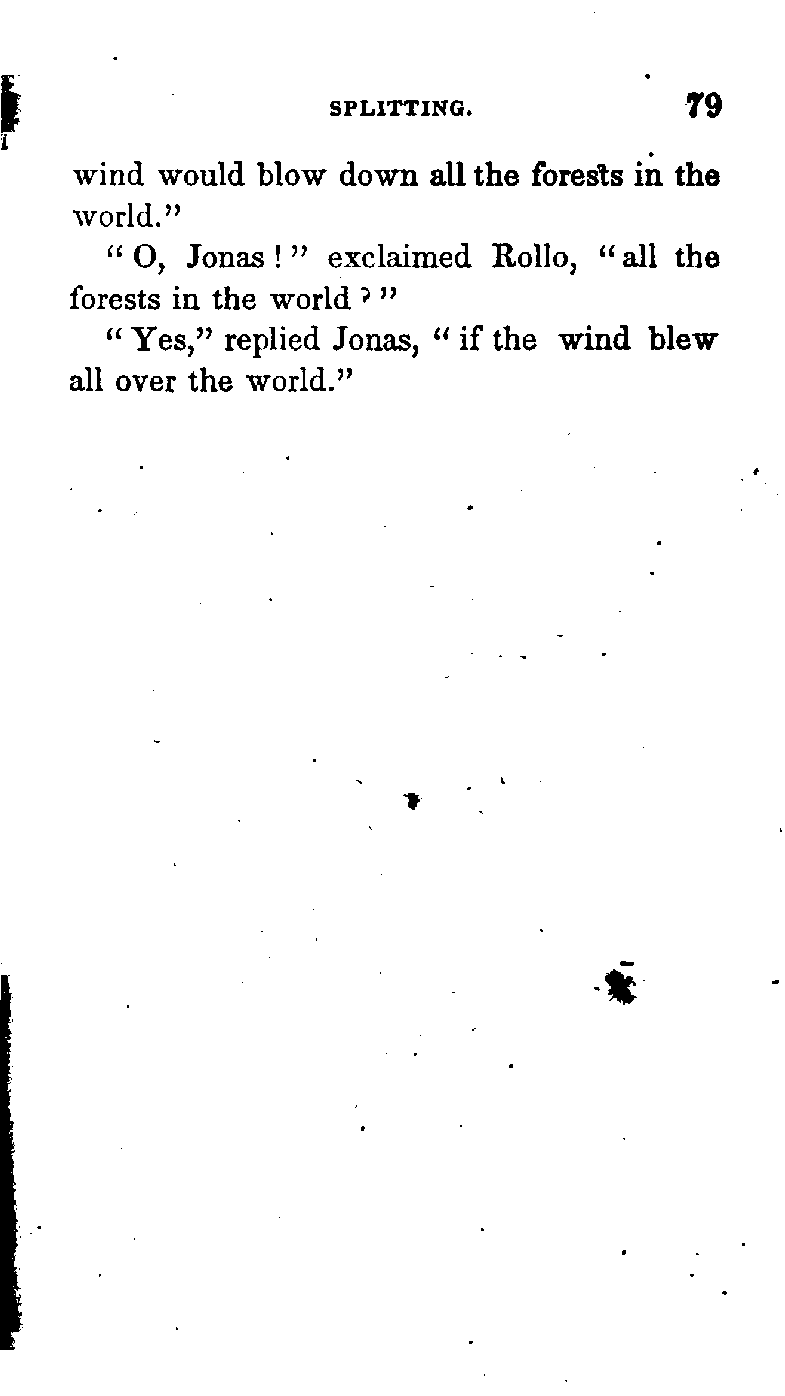 SPLITTING. 79
wind would blow down all the forests in the
world.”
“ O, Jonas ! ” exclaimed Rollo, “ all the
forests in the world ? ”
“ Yes,” replied Jonas, “ if the wind blew
all over the world.”